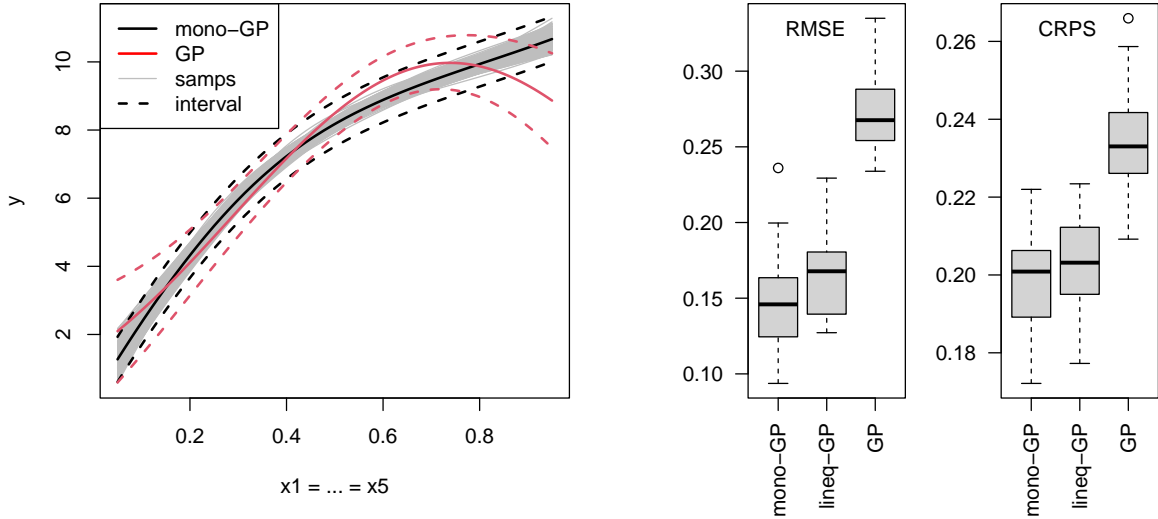 mono−GP
GP
samps
interval
y
2
4
6
8
10
0.2
0.4
0.6
0.8
x1 = ... = x5
RMSE
0.10
0.15
0.20
0.25
0.30
mono−GP
lineq−GP
GP
CRPS
0.18
0.20
0.22
0.24
0.26
mono−GP
lineq−GP
GP